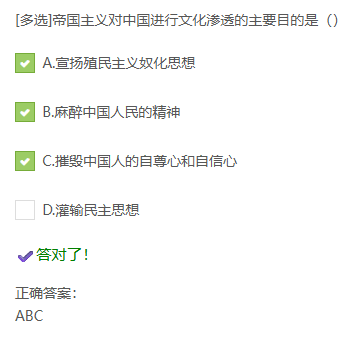 [多选]帝国主义对中国进行文化渗透的主要目的是（）
A.宣扬殖民主义奴化思想
B.麻醉中国人民的精神
C.摧毁中国人的自尊心和自信心
D.灌输民主思想
答对了！
正确答案：
ABC